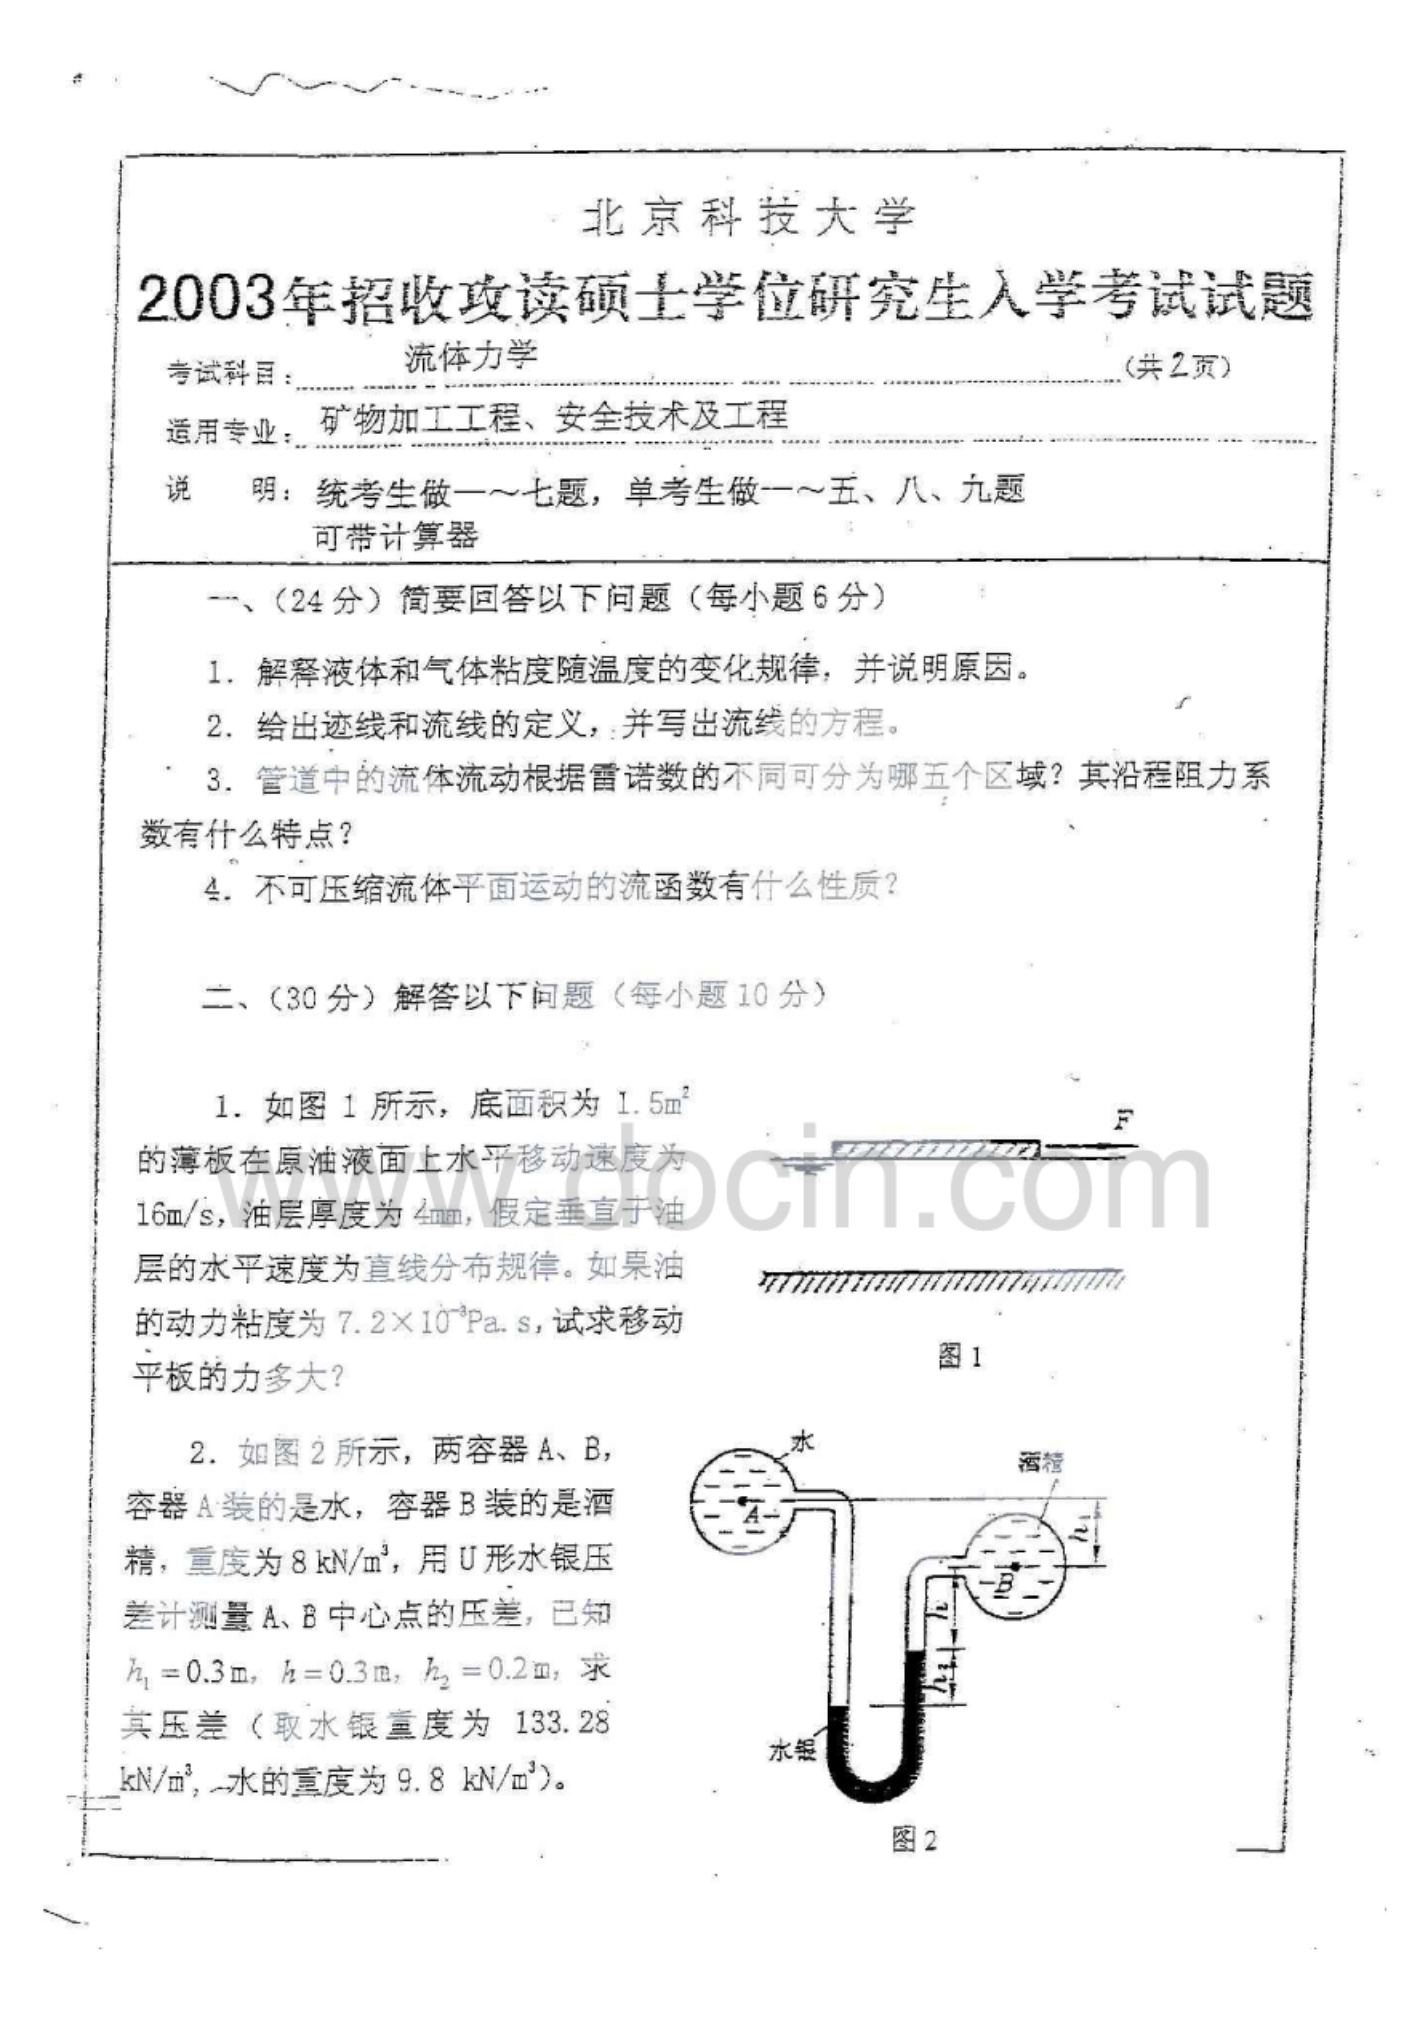 北京科技大学
2003年招收攻读硕士学位研究生入学考试试题
考试科目： 流体力学 （共2页）
适用专业： 矿物加工工程、安全技术及工程
说 明： 统考生做一～七题，单考生做一～五、八、九题
可带计算器
一、（24分）简要回答以下问题（每小题6分）
1. 解释液体和气体粘度随温度的变化规律，并说明原因。
2. 给出迹线和流线的定义，并写出流线的方程。
3. 管道中的流体流动根据雷诺数的不同可分为哪五个区域？其沿程阻力系
数有什么特点？
4. 不可压缩流体平面运动的流函数有什么性质？
二、（30分）解答以下问题（每小题10分）
1. 如图1所示，底面积为1.5m²
的薄板在原油液面上水平移动速度为
16m/s，油层厚度为4mm，假定垂直于油
层的水平速度为直线分布规律。如果油
的动力粘度为7.2×10⁻³Pa.s，试求移动
平板的力多大？
F
图1
2. 如图2所示，两容器A、B，
容器A装的是水，容器B装的是酒
精，重度为8kN/m³，用U形水银压
差计测量A、B中心点的压差，已知
h₁=0.3m，h=0.3m，h₂=0.2m，求
其压差（取水银重度为 133.28
kN/m³，水的重度为9.8 kN/m³）。
水
酒精
A
B
h₁
h
h₂
水银
图2
www.docin.com